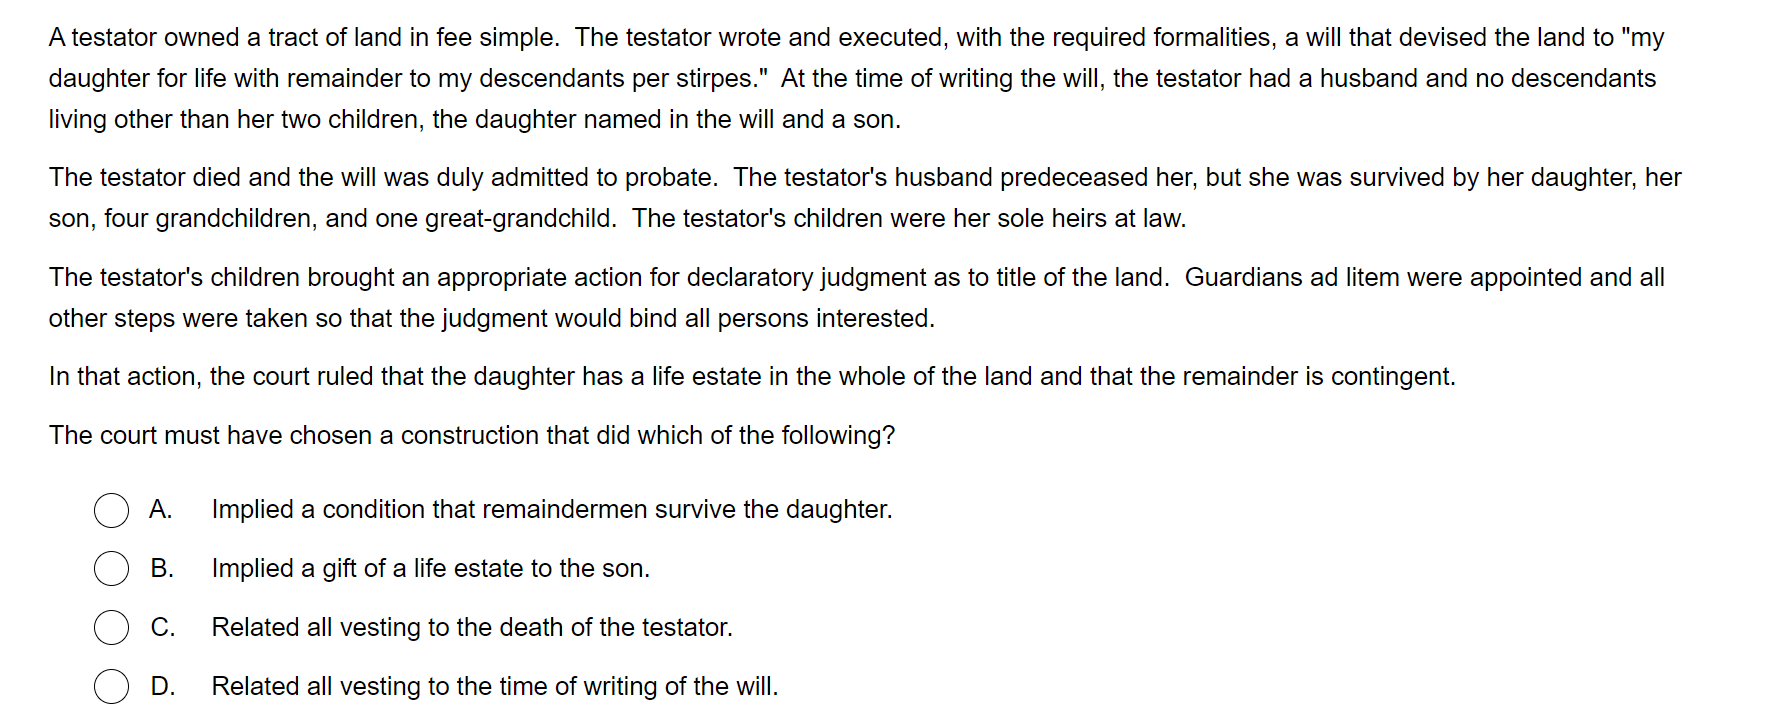 A testator owned a tract of land in fee simple.  The testator wrote and executed, with the required formalities, a will that devised the land to "my
daughter for life with remainder to my descendants per stirpes."  At the time of writing the will, the testator had a husband and no descendants
living other than her two children, the daughter named in the will and a son.
The testator died and the will was duly admitted to probate.  The testator's husband predeceased her, but she was survived by her daughter, her
son, four grandchildren, and one great-grandchild.  The testator's children were her sole heirs at law.
The testator's children brought an appropriate action for declaratory judgment as to title of the land.  Guardians ad litem were appointed and all
other steps were taken so that the judgment would bind all persons interested.
In that action, the court ruled that the daughter has a life estate in the whole of the land and that the remainder is contingent.
The court must have chosen a construction that did which of the following?
A. Implied a condition that remaindermen survive the daughter.
B. Implied a gift of a life estate to the son.
C. Related all vesting to the death of the testator.
D. Related all vesting to the time of writing of the will.